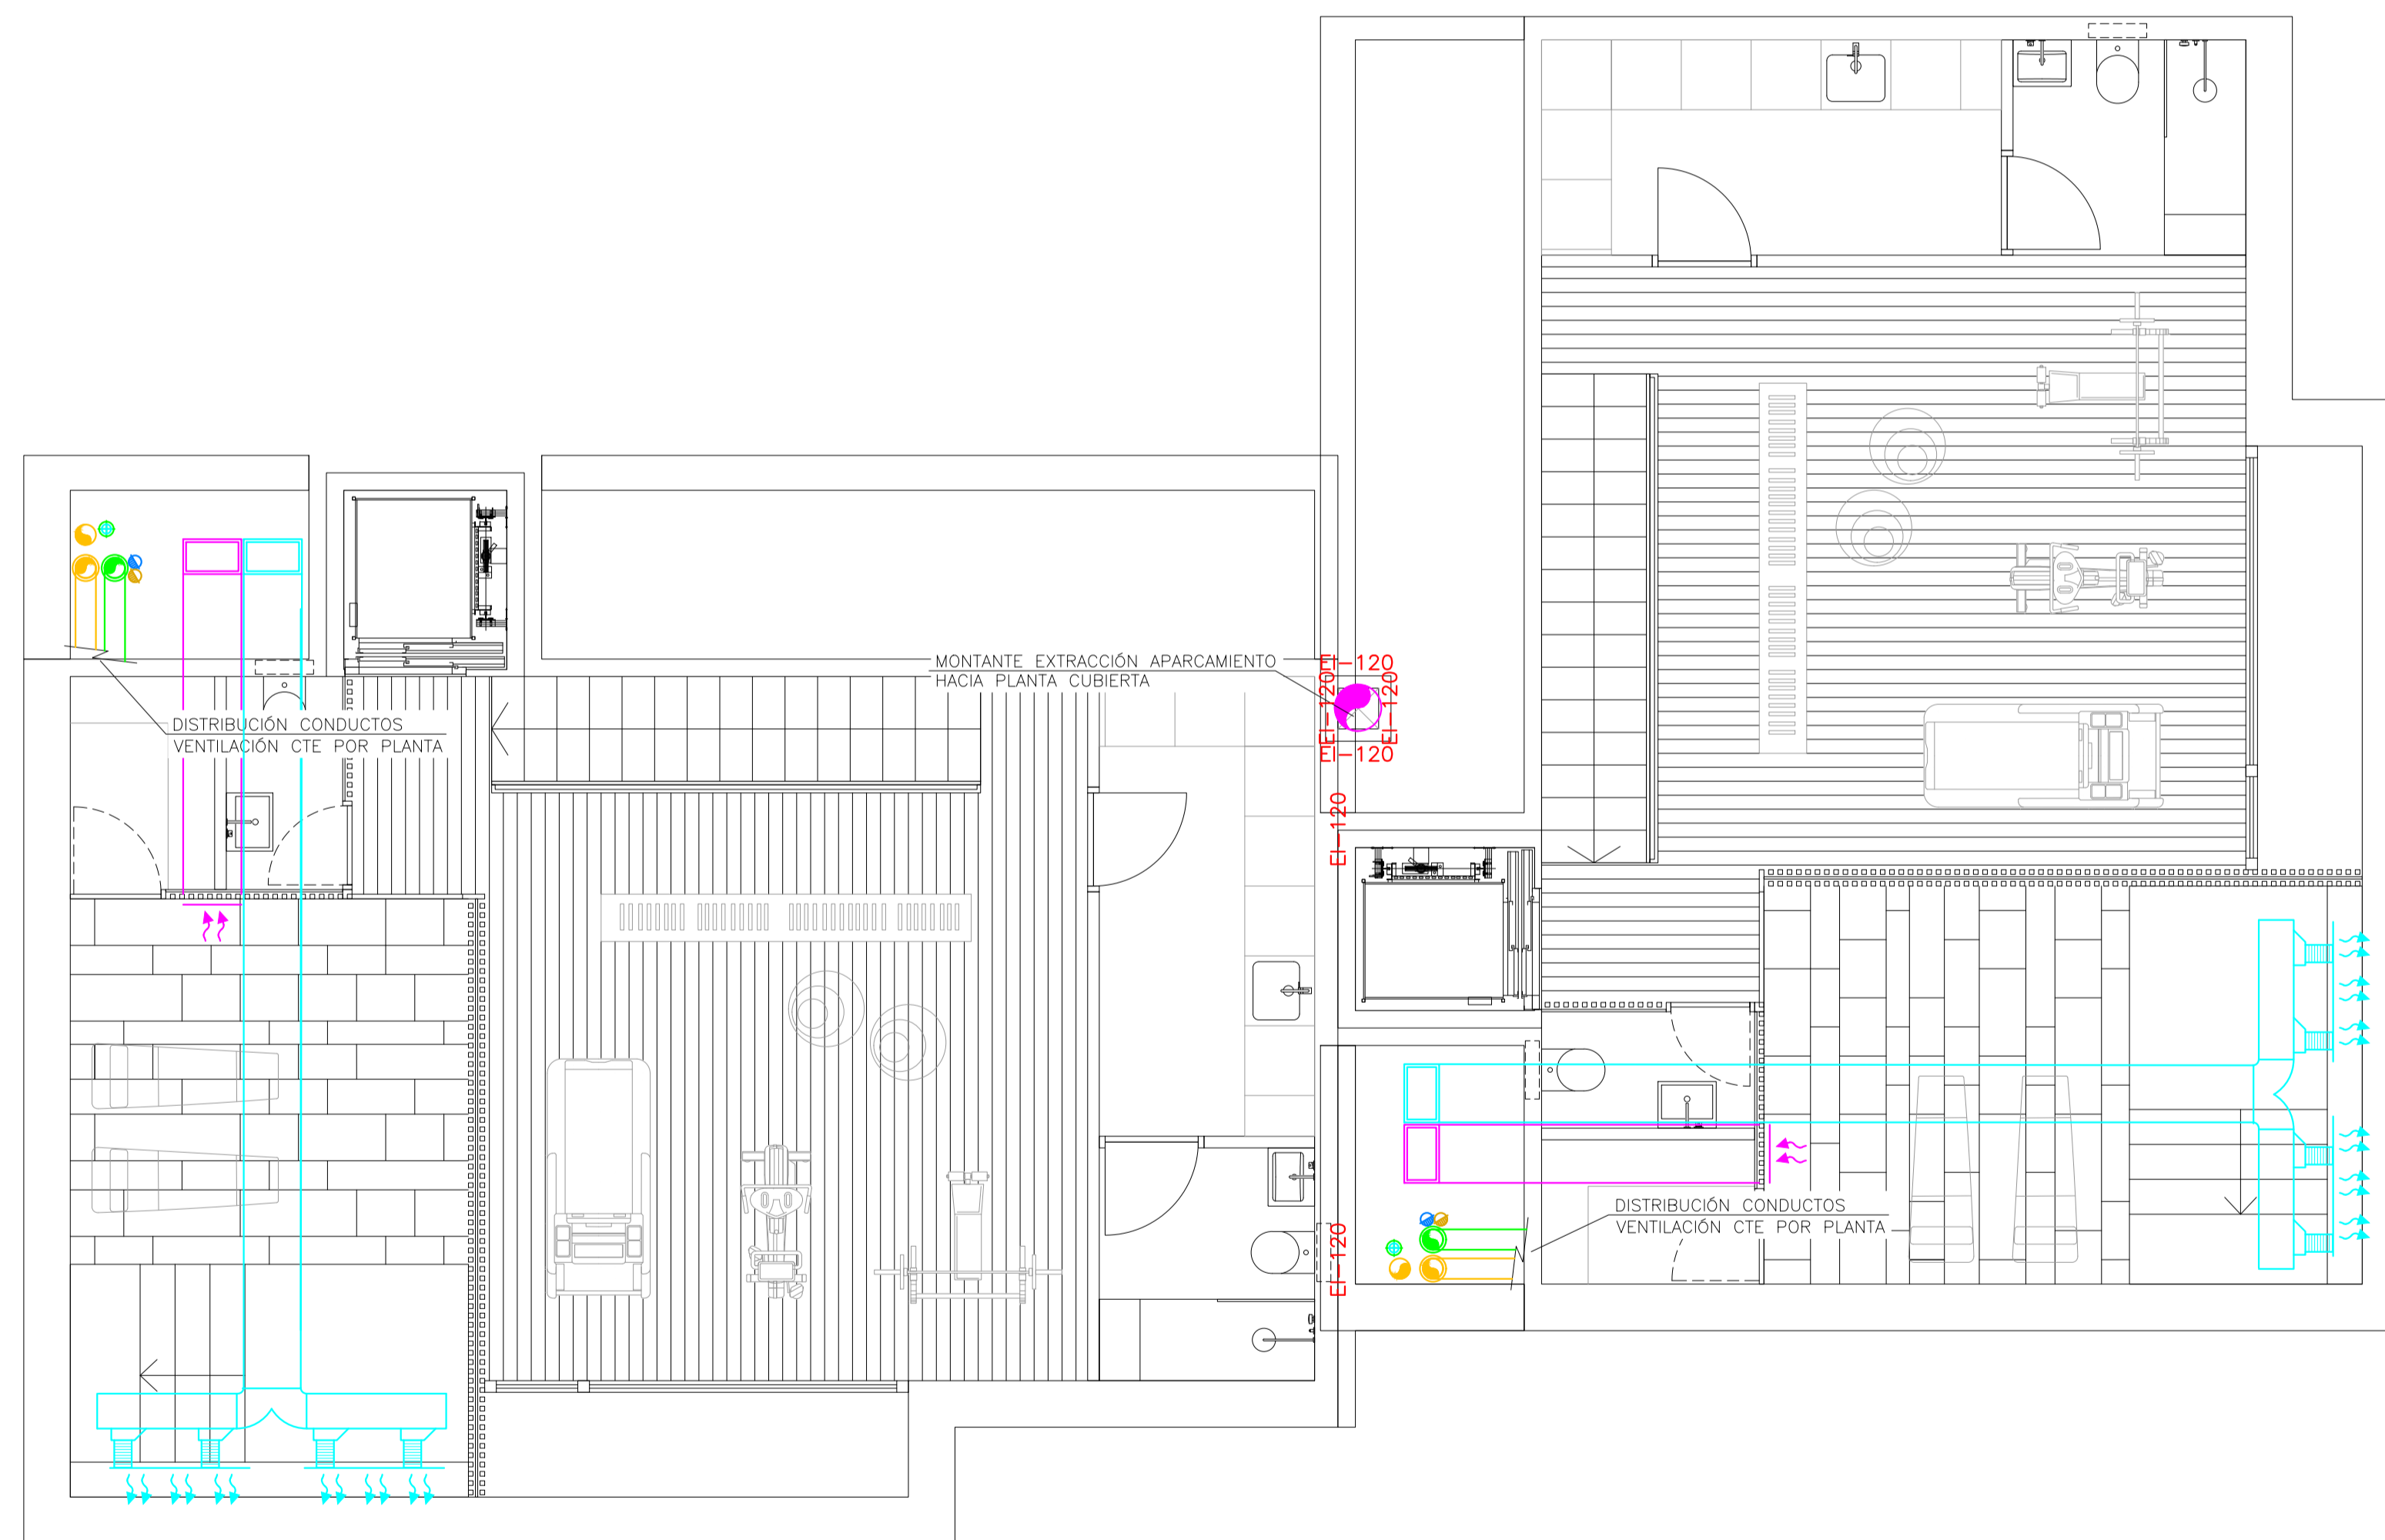 MONTANTE EXTRACCIÓN APARCAMIENTO
HACIA PLANTA CUBIERTA
EI-120
EI-120
EI-120
EI-120
DISTRIBUCIÓN CONDUCTOS
VENTILACIÓN CTE POR PLANTA
EI-120
DISTRIBUCIÓN CONDUCTOS
VENTILACIÓN CTE POR PLANTA
EI-120